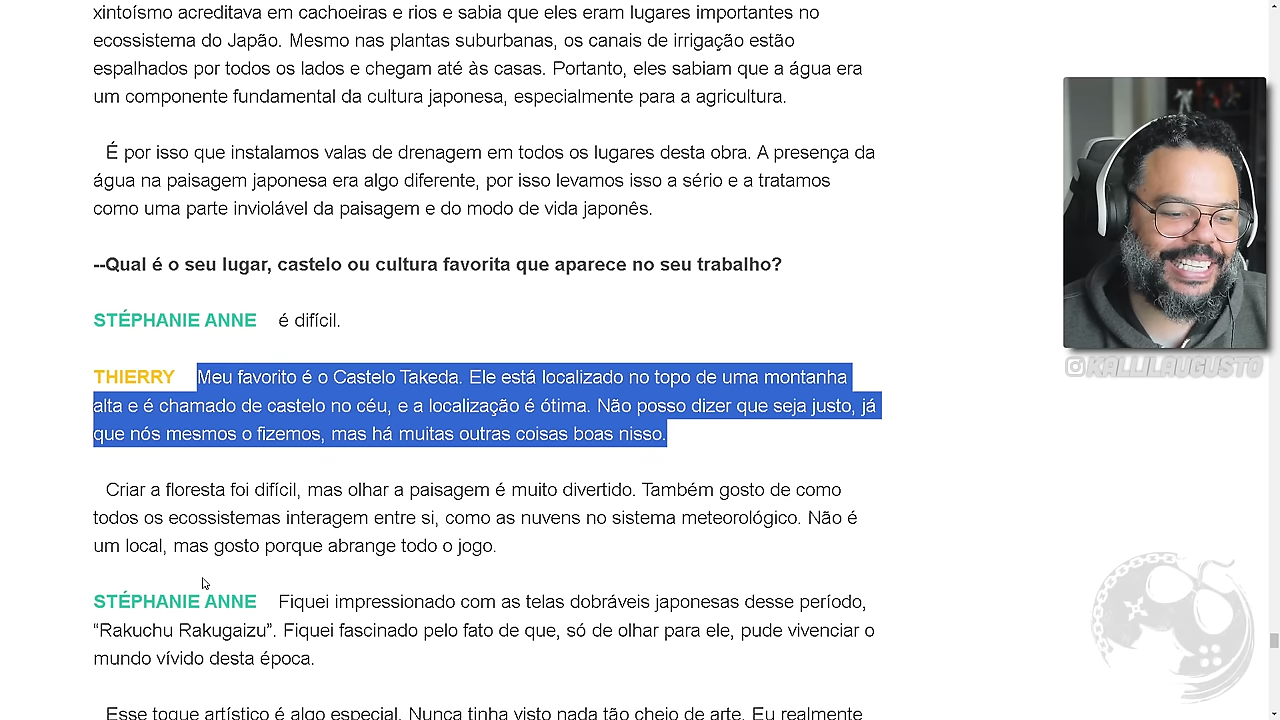 xintoísmo acreditava em cachoeiras e rios e sabia que eles eram lugares importantes no
ecossistema do Japão. Mesmo nas plantas suburbanas, os canais de irrigação estão
espalhados por todos os lados e chegam até às casas. Portanto, eles sabiam que a água era
um componente fundamental da cultura japonesa, especialmente para a agricultura.
É por isso que instalamos valas de drenagem em todos os lugares desta obra. A presença da
água na paisagem japonesa era algo diferente, por isso levamos isso a sério e a tratamos
como uma parte inviolável da paisagem e do modo de vida japonês.
--Qual é o seu lugar, castelo ou cultura favorita que aparece no seu trabalho?
STÉPHANIE ANNE é difícil.
THIERRY Meu favorito é o Castelo Takeda. Ele está localizado no topo de uma montanha
alta e é chamado de castelo no céu, e a localização é ótima. Não posso dizer que seja justo, já
que nós mesmos o fizemos, mas há muitas outras coisas boas nisso.
Criar a floresta foi difícil, mas olhar a paisagem é muito divertido. Também gosto de como
todos os ecossistemas interagem entre si, como as nuvens no sistema meteorológico. Não é
um local, mas gosto porque abrange todo o jogo.
STÉPHANIE ANNE Fiquei impressionado com as telas dobráveis japonesas desse período,
“Rakuchu Rakugaizu”. Fiquei fascinado pelo fato de que, só de olhar para ele, pude vivenciar o
mundo vívido desta época.
Esse toque artístico é algo especial. Nunca tinha visto nada tão cheio de arte. Eu realmente
@KALLILAUGUSTO